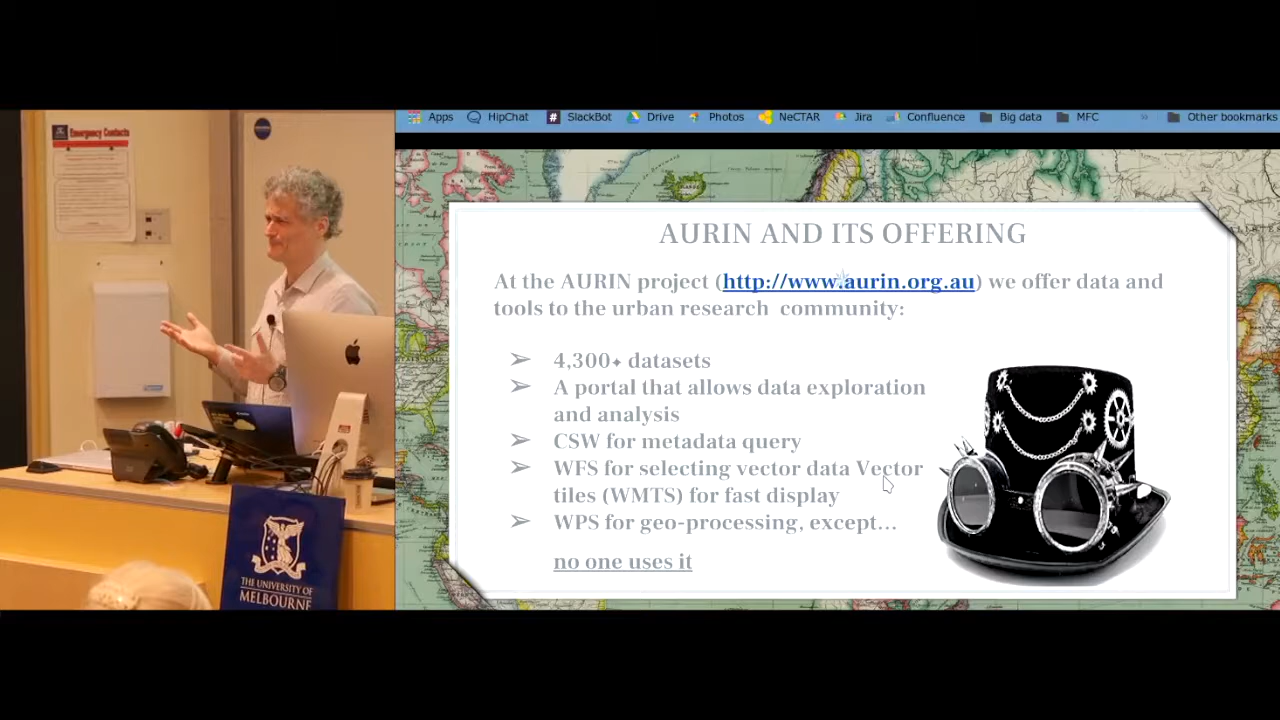 Emergency Contacts
Apps HipChat SlackBot Drive Photos NeCTAR Jira Confluence Big data MFC » Other bookmarks
AURIN AND ITS OFFERING
At the AURIN project (http://www.aurin.org.au) we offer data and
tools to the urban research community:
➢ 4,300+ datasets
➢ A portal that allows data exploration
and analysis
➢ CSW for metadata query
➢ WFS for selecting vector data Vector
tiles (WMTS) for fast display
➢ WPS for geo-processing, except...
no one uses it
THE UNIVERSITY OF
MELBOURNE